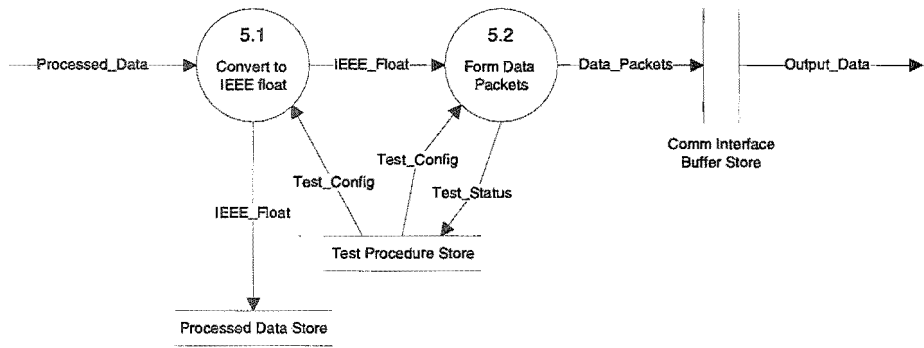 5.1
Convert to
IEEE float
5.2
Form Data
Packets
Processed_Data
IEEE_Float
Data_Packets
Output_Data
Comm Interface
Buffer Store
Test_Config
Test_Config
Test_Status
IEEE_Float
Test Procedure Store
Processed Data Store